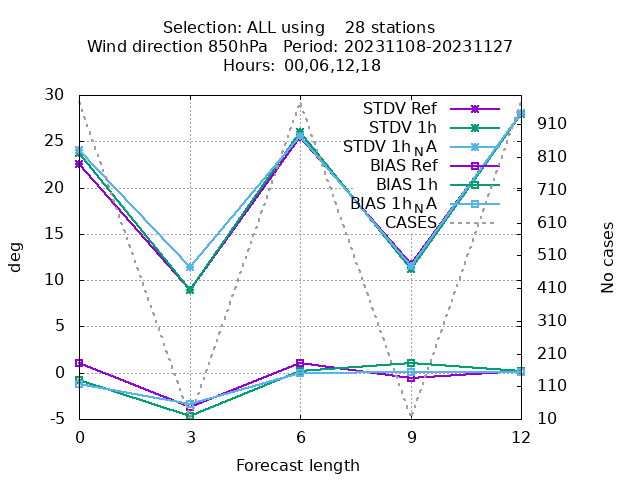 Selection: ALL using    28 stations
Wind direction 850hPa   Period: 20231108-20231127
Hours: 00,06,12,18
STDV Ref
STDV 1h
STDV 1hNA
BIAS Ref
BIAS 1h
BIAS 1hNA
CASES
30
25
20
15
10
5
0
-5
deg
910
810
710
610
510
410
310
210
110
10
No cases
0 3 6 9 12
Forecast length